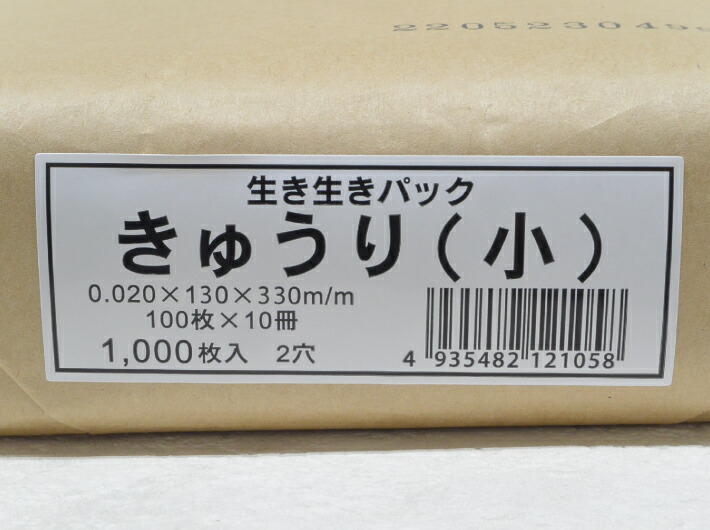 22052304
生き生きパック
きゅうり(小)
0.020×130×330m/m
100枚×10冊
1,000枚入 2穴
4 935482 121058